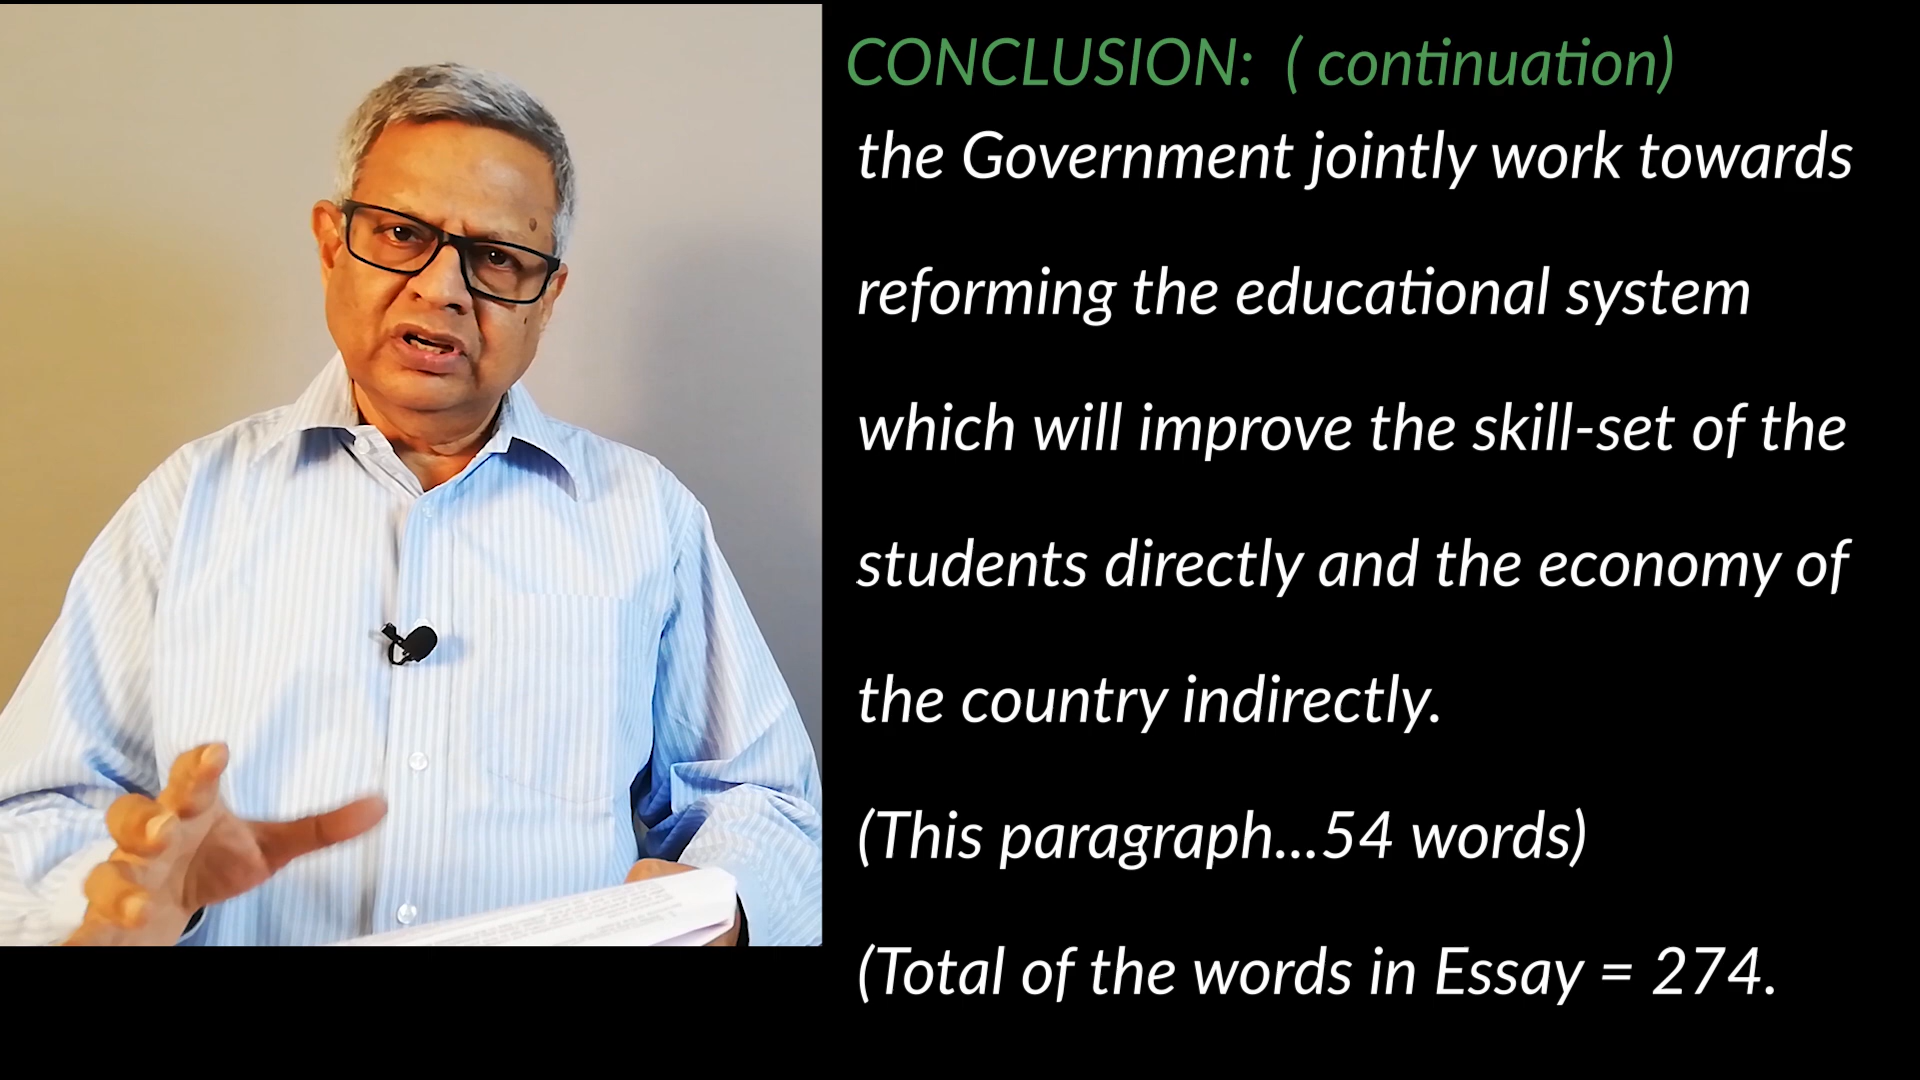 CONCLUSION: ( continuation)
the Government jointly work towards
reforming the educational system
which will improve the skill-set of the
students directly and the economy of
the country indirectly.
(This paragraph...54 words)
(Total of the words in Essay = 274.